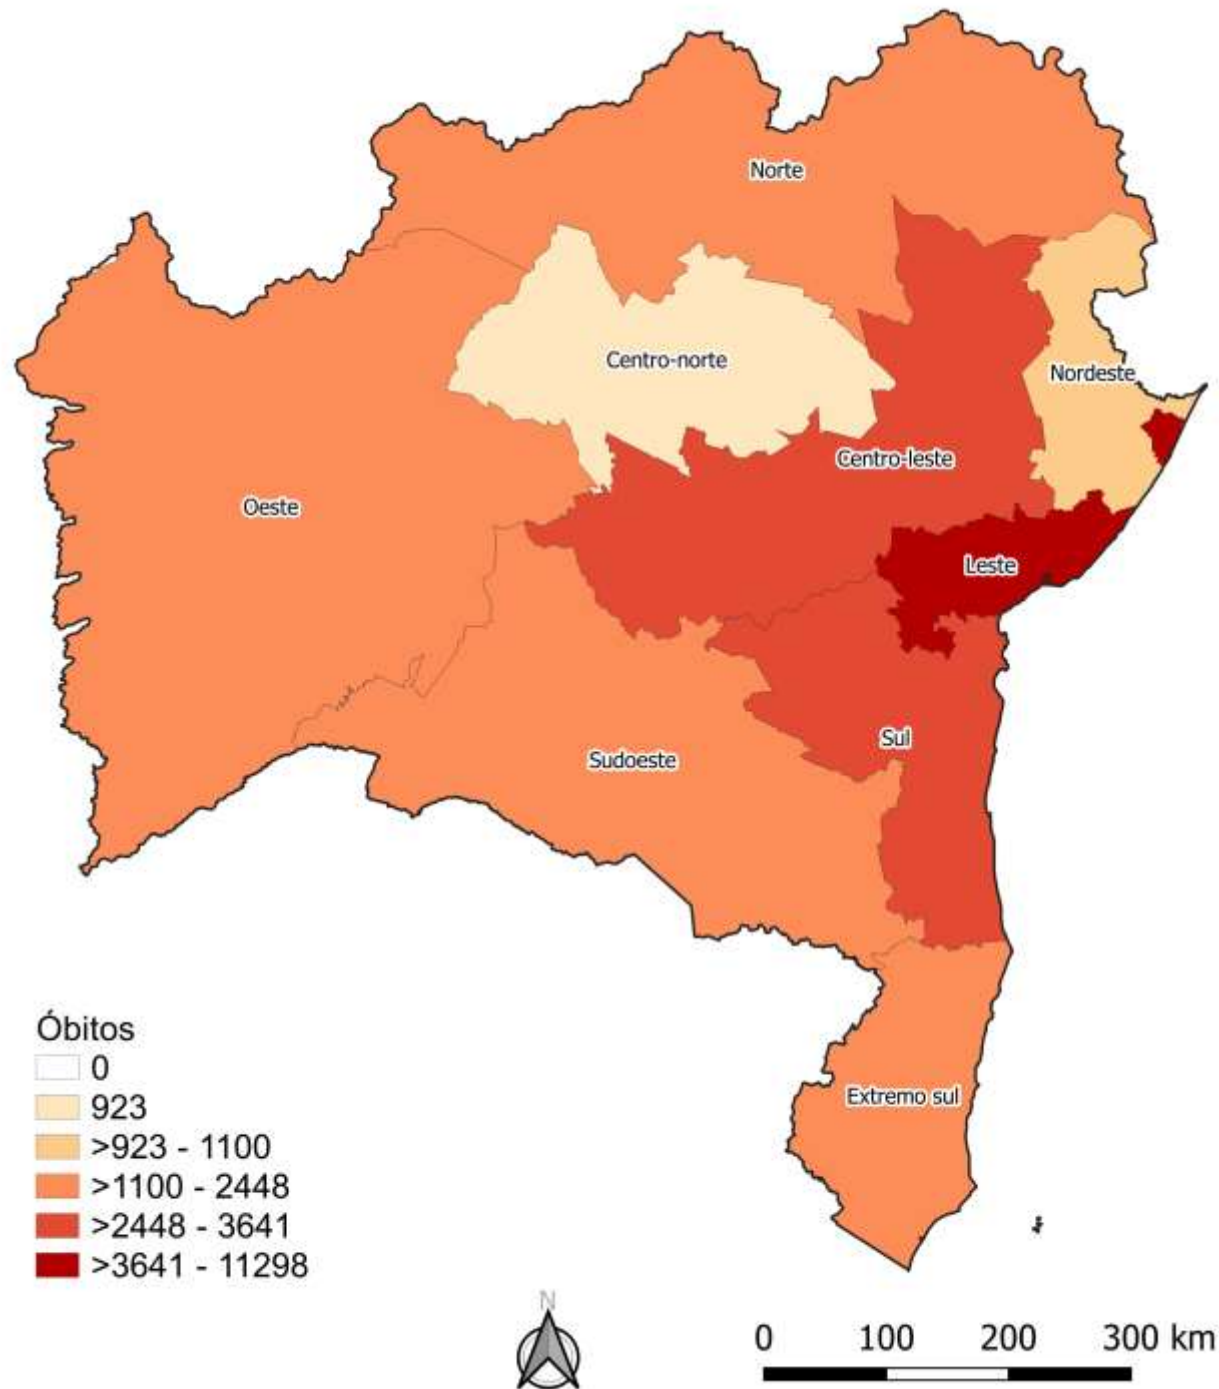 Norte
Centro-norte
Nordeste
Centro-leste
Oeste
Leste
Sul
Sudoeste
Extremo sul
Óbitos
0
923
>923 - 1100
>1100 - 2448
>2448 - 3641
>3641 - 11298
N
0 100 200 300 km